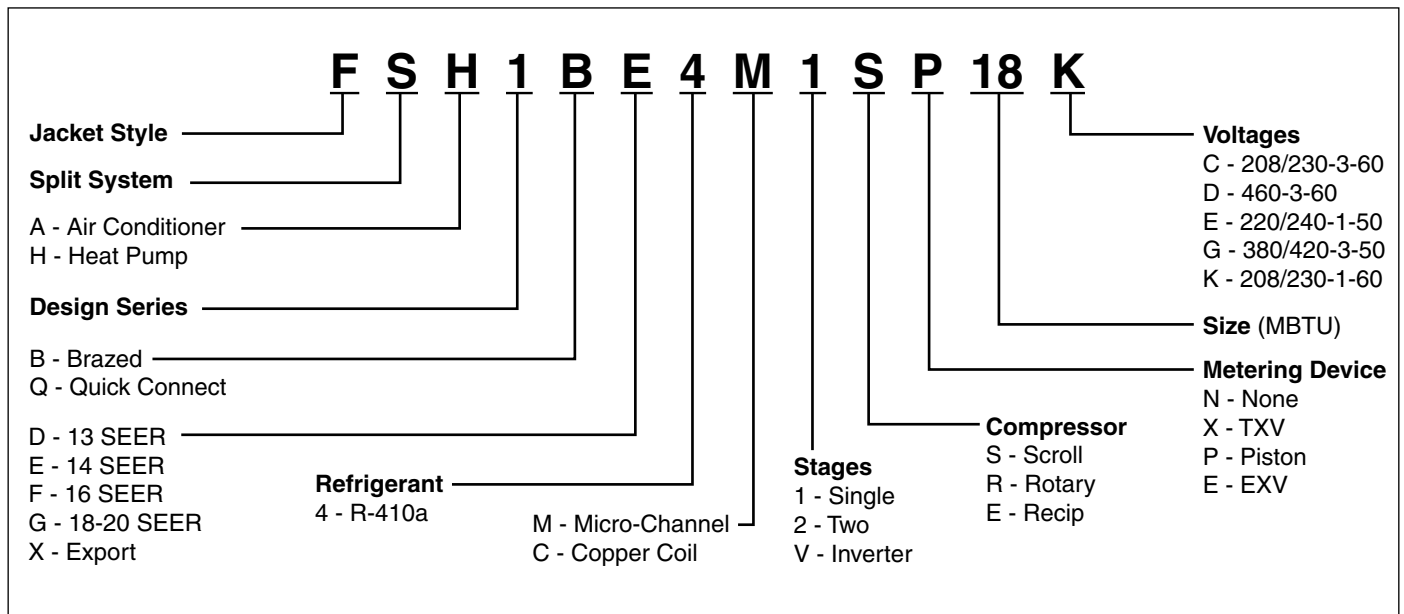 F S H 1 B E 4 M 1 S P 18 K
Jacket Style
Split System
A - Air Conditioner
H - Heat Pump
Design Series
B - Brazed
Q - Quick Connect
D - 13 SEER
E - 14 SEER
F - 16 SEER
G - 18-20 SEER
X - Export
Refrigerant
4 - R-410a
M - Micro-Channel
C - Copper Coil
Stages
1 - Single
2 - Two
V - Inverter
Compressor
S - Scroll
R - Rotary
E - Recip
Voltages
C - 208/230-3-60
D - 460-3-60
E - 220/240-1-50
G - 380/420-3-50
K - 208/230-1-60
Size (MBTU)
Metering Device
N - None
X - TXV
P - Piston
E - EXV